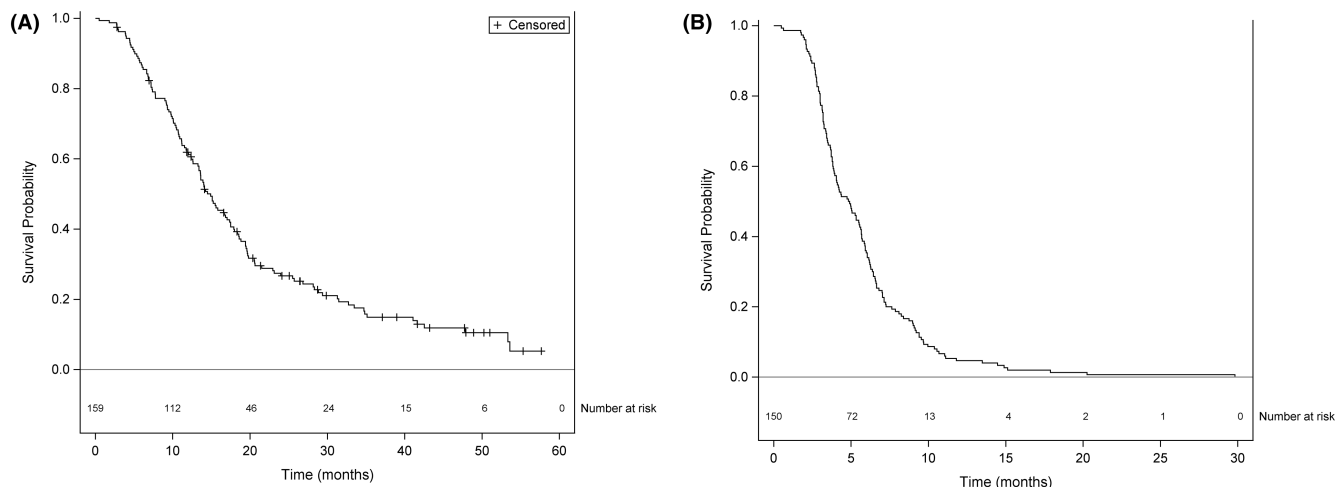 (A)
+ Censored
Survival Probability
1.0
0.8
0.6
0.4
0.2
0.0
159 112 46 24 15 6 0 Number at risk
0 10 20 30 40 50 60
Time (months)
(B)
Survival Probability
1.0
0.8
0.6
0.4
0.2
0.0
150 72 13 4 2 1 0 Number at risk
0 5 10 15 20 25 30
Time (months)